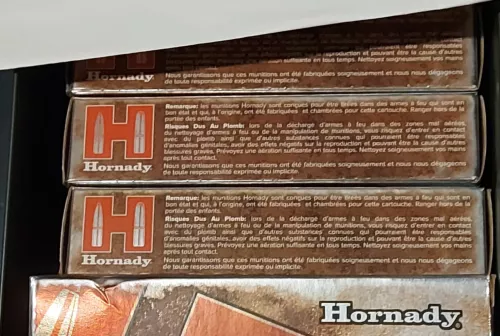 Hornady
Nous garantissons que ces munitions ont été fabriquées soigneusement et nous nous dégageons
de toute responsabilité exprimée ou implicite.
Remarque: les munitions Hornady sont conçues pour être tirées dans des armes à feu qui sont en
bon état et qui, à l'origine, ont été fabriquées et chambrées pour cette cartouche. Ranger hors de la
portée des enfants.
Risques Dus Au Plomb: lors de la décharge d'armes à feu dans des zones mal aérées,
du nettoyage d'armes à feu ou de la manipulation de munitions, vous risquez d'entrer en contact
avec du plomb ainsi que d'autres substances connues qui pourraient être responsables
d'anomalies génitales, avoir des effets négatifs sur la reproduction et pouvant être la cause d'autres
blessures graves. Prévoyez une aération suffisante en tous temps. Nettoyez soigneusement vos mains
après tout contact.
Nous garantissons que ces munitions ont été fabriquées soigneusement et nous nous dégageons
de toute responsabilité exprimée ou implicite.
H
Hornady
Remarque: les munitions Hornady sont conçues pour être tirées dans des armes à feu qui sont en
bon état et qui, à l'origine, ont été fabriquées et chambrées pour cette cartouche. Ranger hors de la
portée des enfants.
Risques Dus Au Plomb: lors de la décharge d'armes à feu dans des zones mal aérées,
du nettoyage d'armes à feu ou de la manipulation de munitions, vous risquez d'entrer en contact
avec du plomb ainsi que d'autres substances connues qui pourraient être responsables
d'anomalies génitales, avoir des effets négatifs sur la reproduction et pouvant être la cause d'autres
blessures graves. Prévoyez une aération suffisante en tous temps. Nettoyez soigneusement vos mains
après tout contact.
Nous garantissons que ces munitions ont été fabriquées soigneusement et nous nous dégageons
de toute responsabilité exprimée ou implicite.
H
Hornady
Hornady